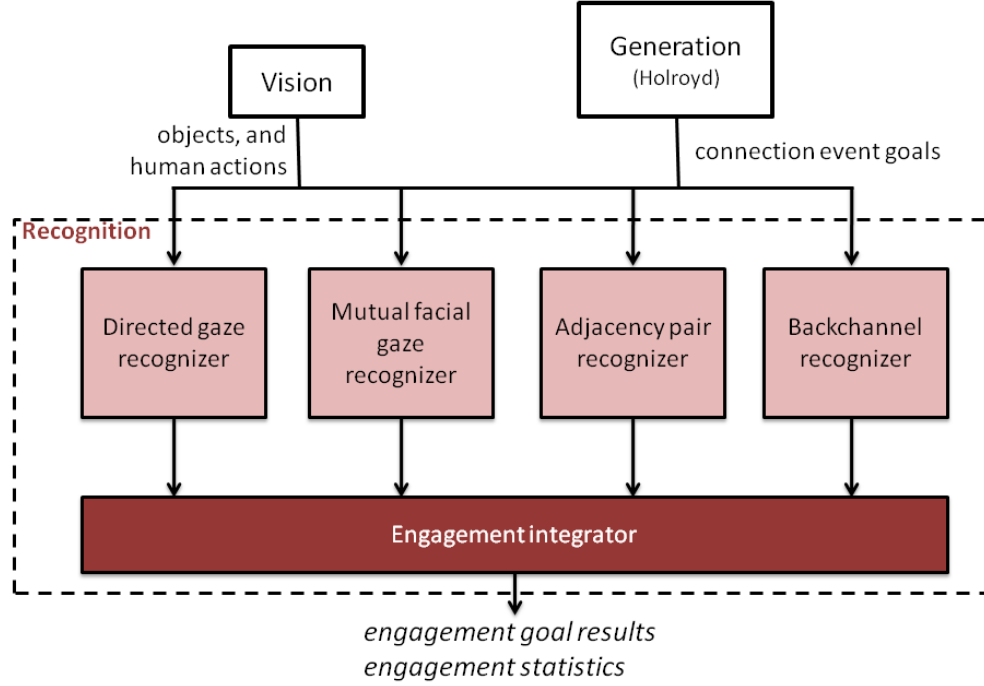 Vision
Generation
(Holroyd)
objects, and
human actions
connection event goals
Recognition
Directed gaze
recognizer
Mutual facial
gaze
recognizer
Adjacency pair
recognizer
Backchannel
recognizer
Engagement integrator
engagement goal results
engagement statistics